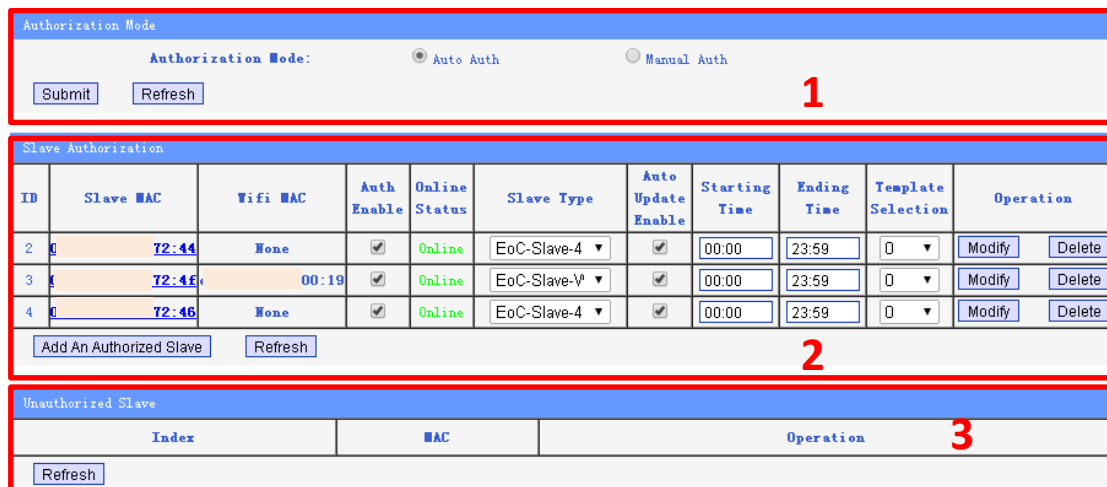 Authorization Mode
Authorization Mode: Auto Auth Manual Auth
Submit Refresh 1
Slave Authorization
ID Slave MAC Wifi MAC Auth Enable Online Status Slave Type Auto Update Enable Starting Time Ending Time Template Selection Operation
2 72:44 None Online EoC-Slave-4 00:00 23:59 0 Modify Delete
3 72:4f 00:19 Online EoC-Slave-V 00:00 23:59 0 Modify Delete
4 72:46 None Online EoC-Slave-4 00:00 23:59 0 Modify Delete
Add An Authorized Slave Refresh 2
Unauthorized Slave
Index MAC Operation 3
Refresh